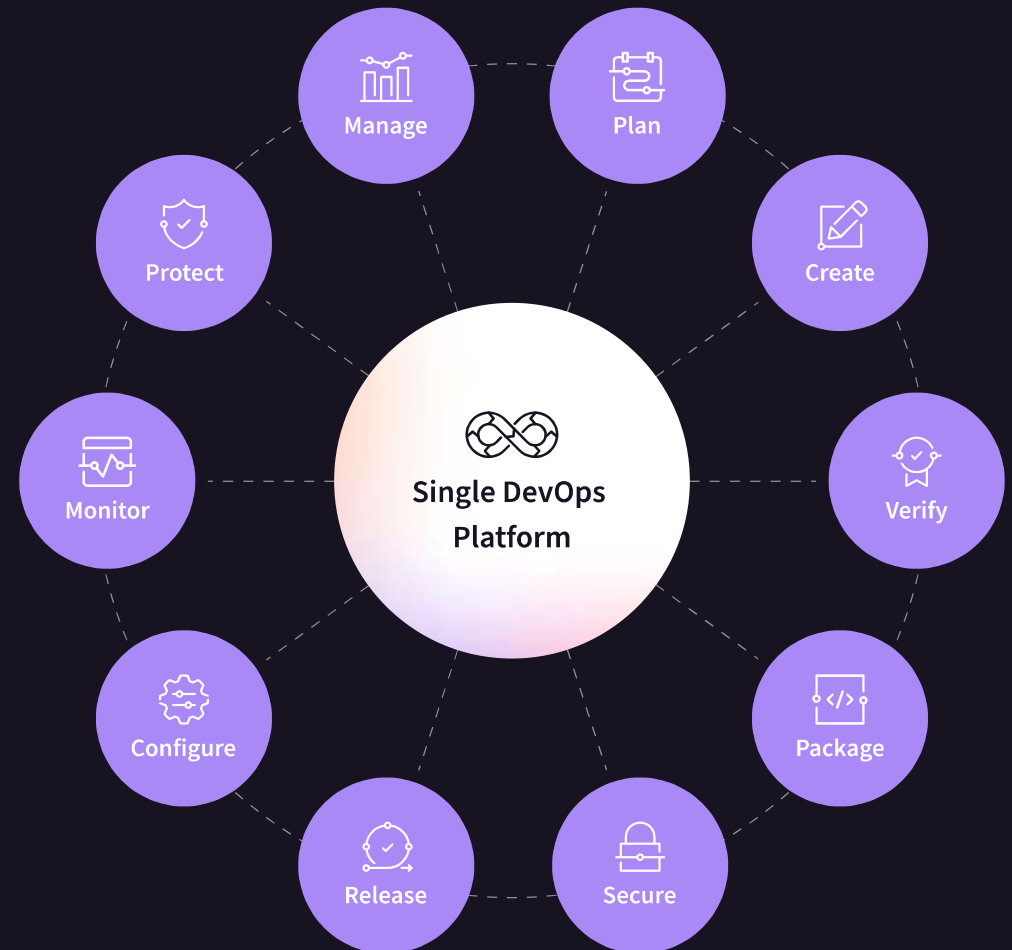 Manage
Plan
Protect
Create
Monitor
Single DevOps
Platform
Verify
Configure
Package
Release
Secure